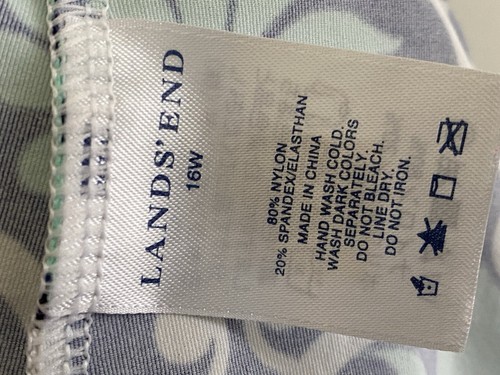 LANDS' END
16W
80% NYLON
20% SPANDEX/ELASTHAN
MADE IN CHINA
HAND WASH COLD.
WASH DARK COLORS
SEPARATELY.
DO NOT BLEACH.
LINE DRY.
DO NOT IRON.